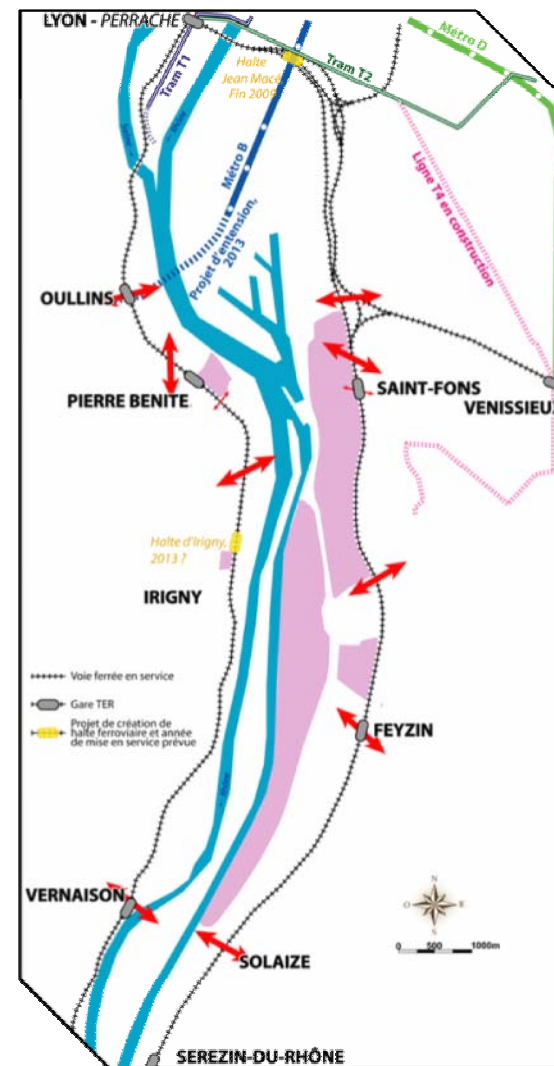 LYON - PERRACHE
Tram T1
Halte
Jean Macé
Fin 2009
Tram T2
Métro D
Métro B
← Rhône
Ligne T4 en construction
Projet d'entension,
2013
OULLINS
PIERRE BENITE
SAINT-FONS
VENISSIEUX
Halte d'Irigny,
2013 ?
IRIGNY
Voie ferrée en service
Gare TER
Projet de création de
halte ferroviaire et année
de mise en service prévue
FEYZIN
← Rhône
VERNAISON
N
O
E
S
0 500 1000m
SOLAIZE
SEREZIN-DU-RHÔNE